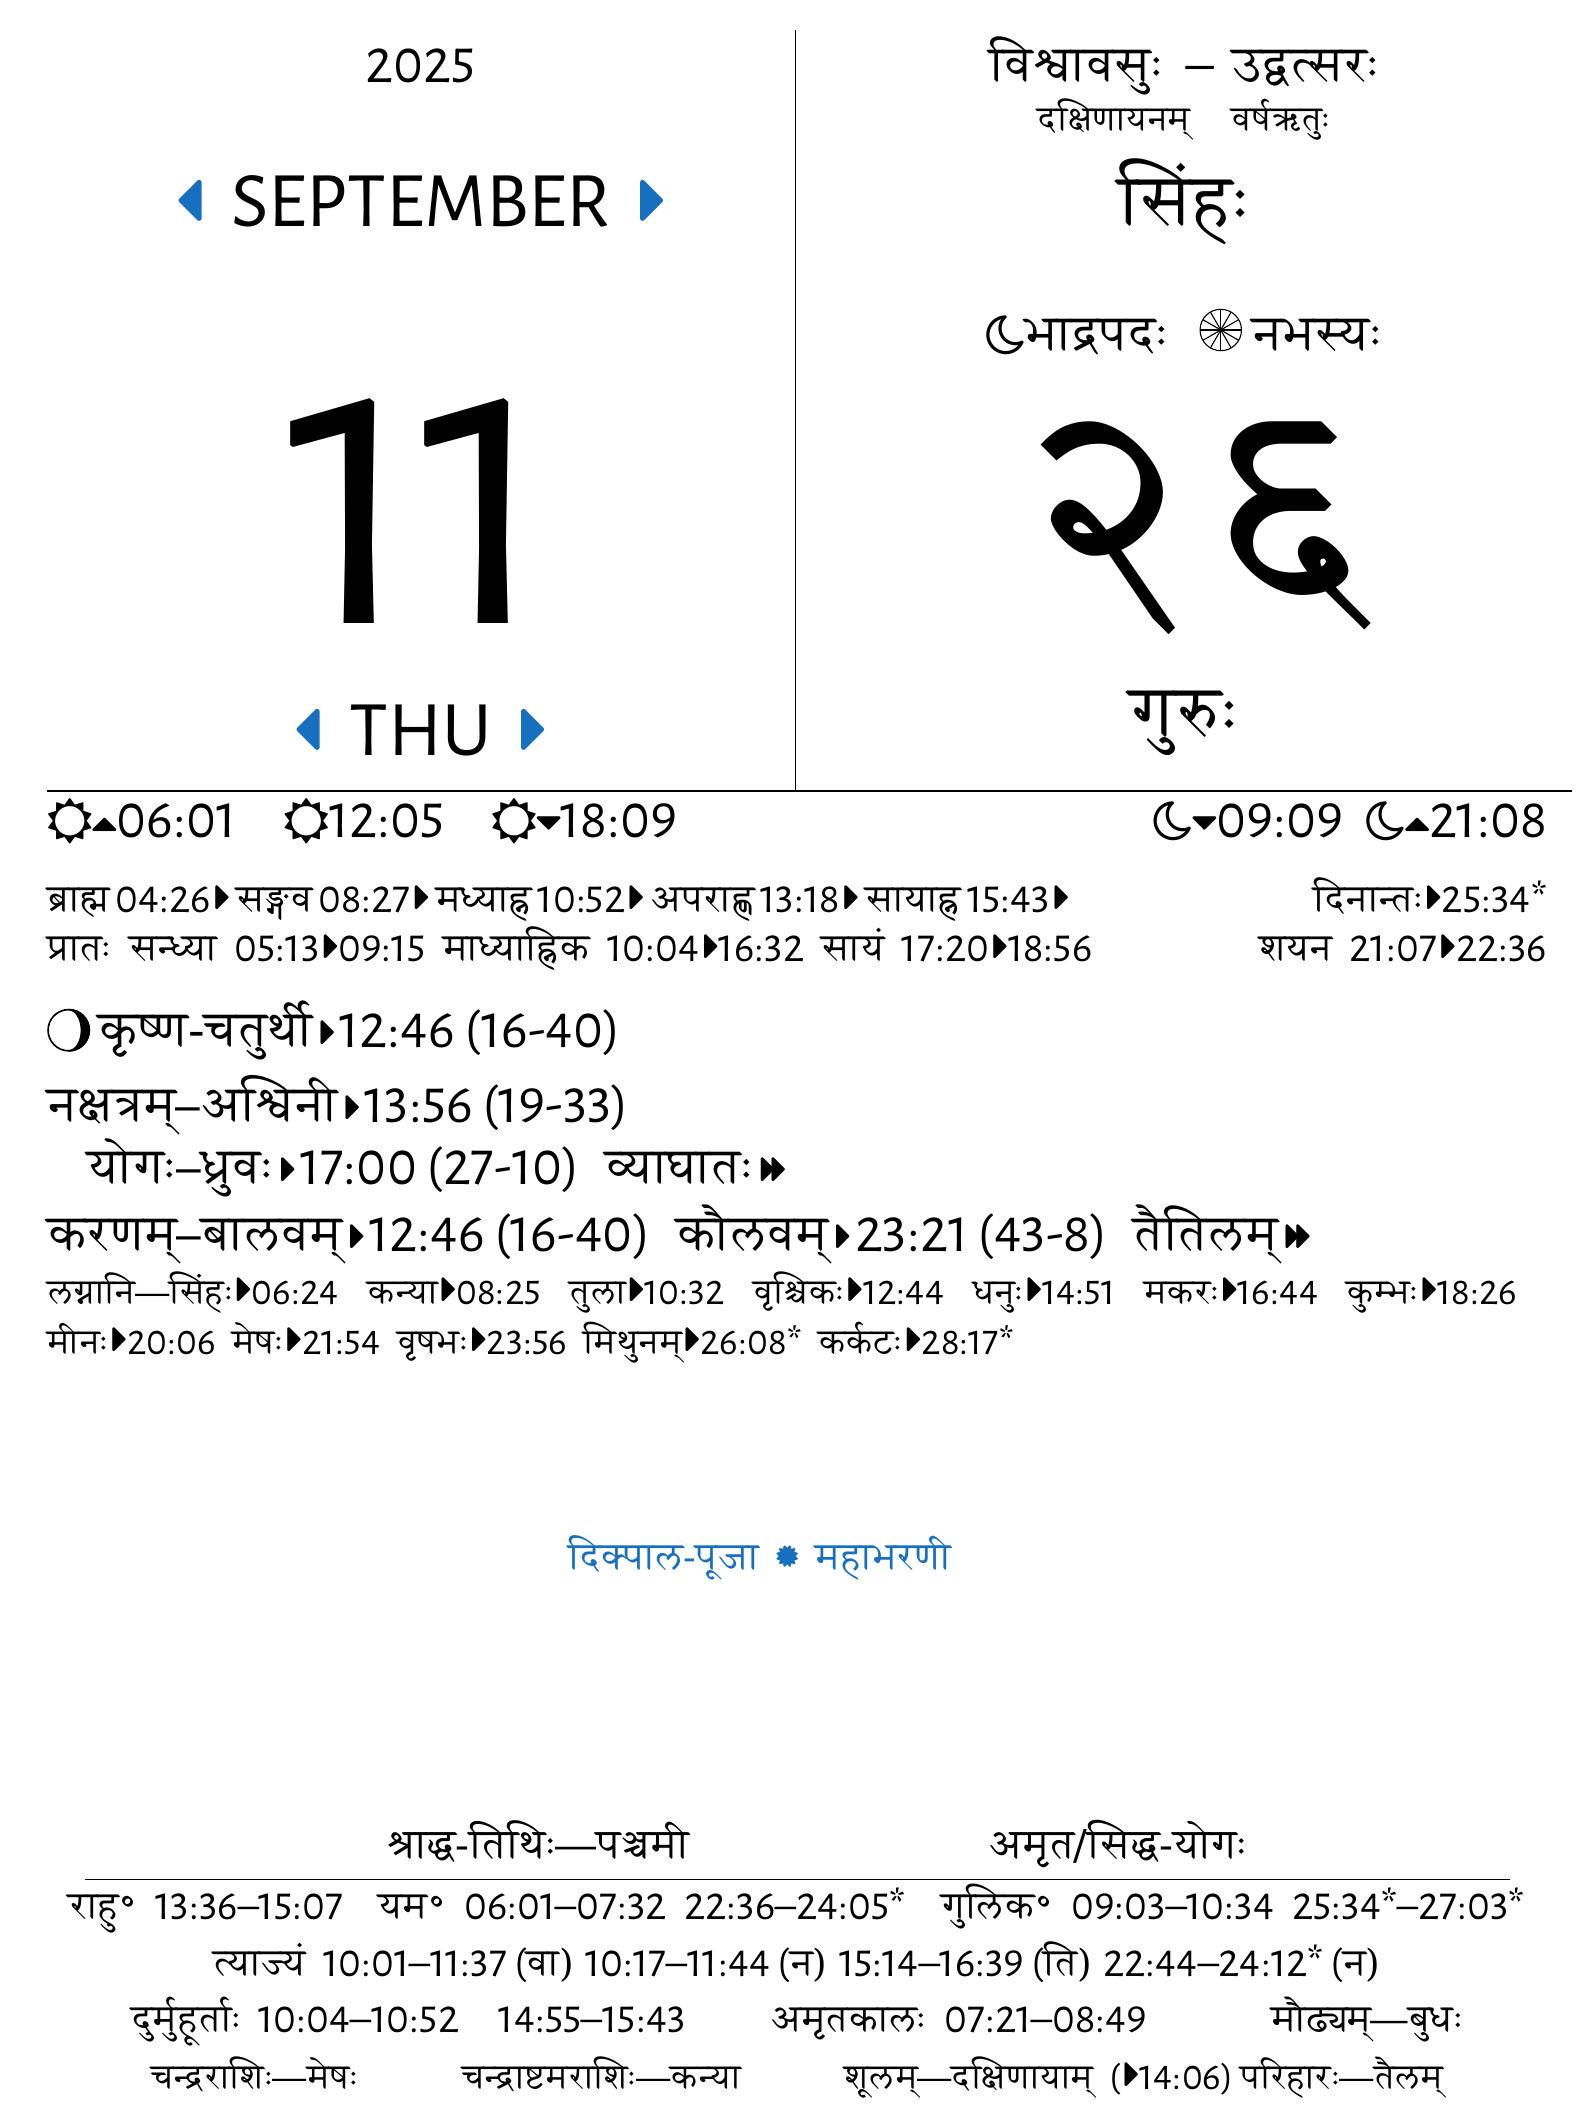 2025
SEPTEMBER
11
THU
विश्वावसुः – उद्वत्सरः
दक्षिणायनम् वर्षऋतुः
सिंहः
भाद्रपदः नभस्यः
२६
गुरुः
06:01 12:05 18:09 09:09 21:08
ब्राह्म 04:26 सङ्गव 08:27 मध्याह्न 10:52 अपराह्ण 13:18 सायाह्न 15:43 दिनान्तः 25:34*
प्रातः सन्ध्या 05:13 09:15 माध्याह्निक 10:04 16:32 सायं 17:20 18:56 शयन 21:07 22:36
कृष्ण-चतुर्थी 12:46 (16-40)
नक्षत्रम्–अश्विनी 13:56 (19-33)
योगः–ध्रुवः 17:00 (27-10) व्याघातः
करणम्–बालवम् 12:46 (16-40) कौलवम् 23:21 (43-8) तैतिलम्
लग्नानि—सिंहः 06:24 कन्या 08:25 तुला 10:32 वृश्चिकः 12:44 धनुः 14:51 मकरः 16:44 कुम्भः 18:26
मीनः 20:06 मेषः 21:54 वृषभः 23:56 मिथुनम् 26:08* कर्कटः 28:17*
दिक्पाल-पूजा ✹ महाभरणी
श्राद्ध-तिथिः—पञ्चमी अमृत/सिद्ध-योगः
राहु॰ 13:36–15:07 यम॰ 06:01–07:32 22:36–24:05* गुलिक॰ 09:03–10:34 25:34*–27:03*
त्याज्यं 10:01–11:37 (वा) 10:17–11:44 (न) 15:14–16:39 (ति) 22:44–24:12* (न)
दुर्मुहूर्ताः 10:04–10:52 14:55–15:43 अमृतकालः 07:21–08:49 मौढ्यम्—बुधः
चन्द्रराशिः—मेषः चन्द्राष्टमराशिः—कन्या शूलम्—दक्षिणायाम् (14:06) परिहारः—तैलम्